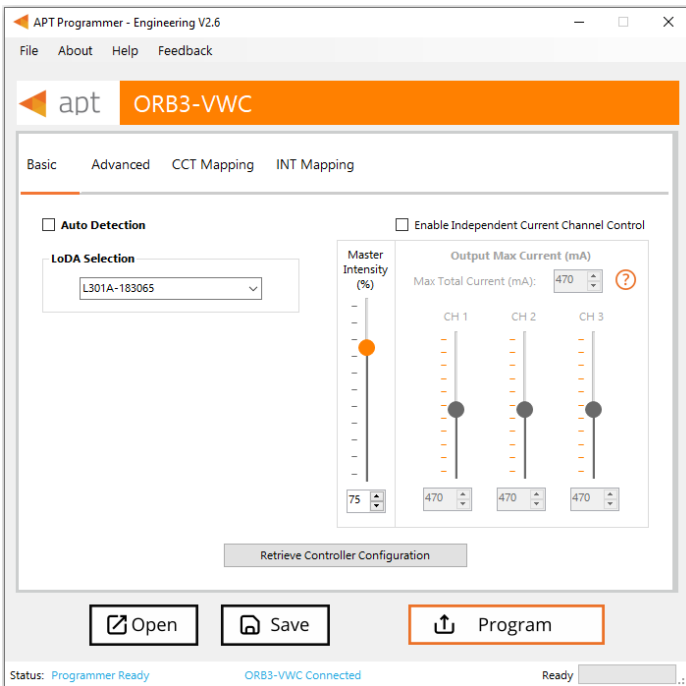 APT Programmer - Engineering V2.6
File About Help Feedback
apt ORB3-VWC
Basic Advanced CCT Mapping INT Mapping
Auto Detection
Enable Independent Current Channel Control
LoDA Selection
L301A-183065
Master
Intensity
(%)
Output Max Current (mA)
Max Total Current (mA): 470 ?
CH 1 CH 2 CH 3
75
470 470 470
Retrieve Controller Configuration
Open Save Program
Status: Programmer Ready ORB3-VWC Connected Ready